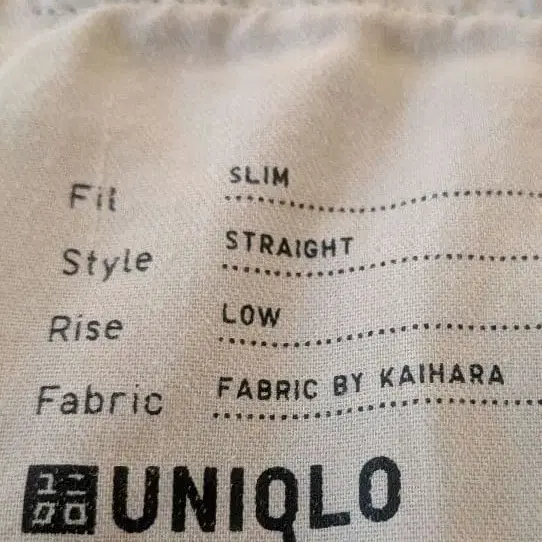 Fit SLIM
Style STRAIGHT
Rise LOW
Fabric FABRIC BY KAIHARA
ユニクロ UNIQLO